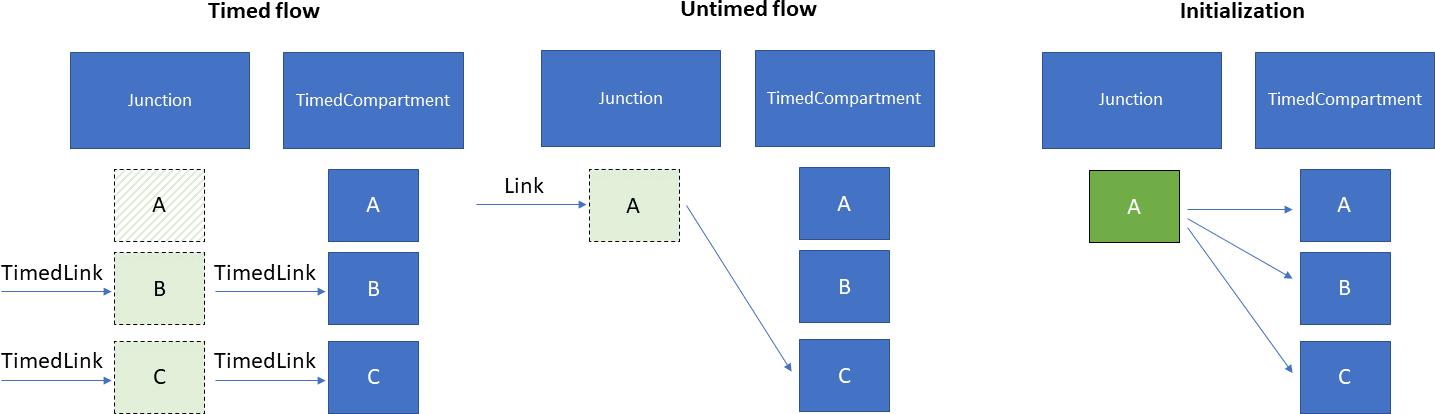 Timed flow
Untimed flow
Initialization
Junction
TimedCompartment
Junction
TimedCompartment
Junction
TimedCompartment
A
A
Link
A
A
A
A
TimedLink
B
TimedLink
B
B
B
TimedLink
C
TimedLink
C
C
C